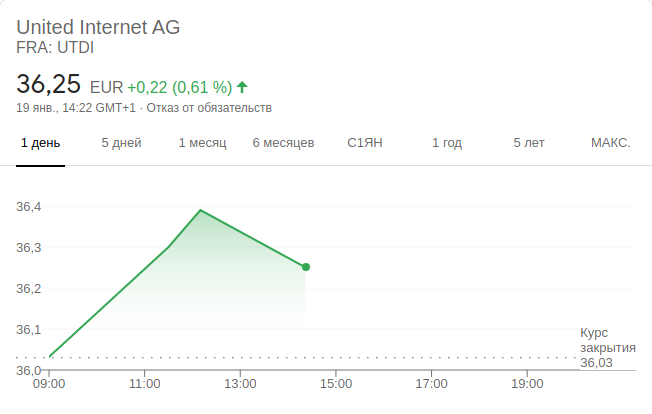 United Internet AG
FRA: UTDI
36,25 EUR +0,22 (0,61 %)
19 янв., 14:22 GMT+1 · Отказ от обязательств
1 день 5 дней 1 месяц 6 месяцев С1ЯН 1 год 5 лет МАКС.
36,4
36,3
36,2
36,1
36,0
Курс
закрытия
36,03
09:00 11:00 13:00 15:00 17:00 19:00